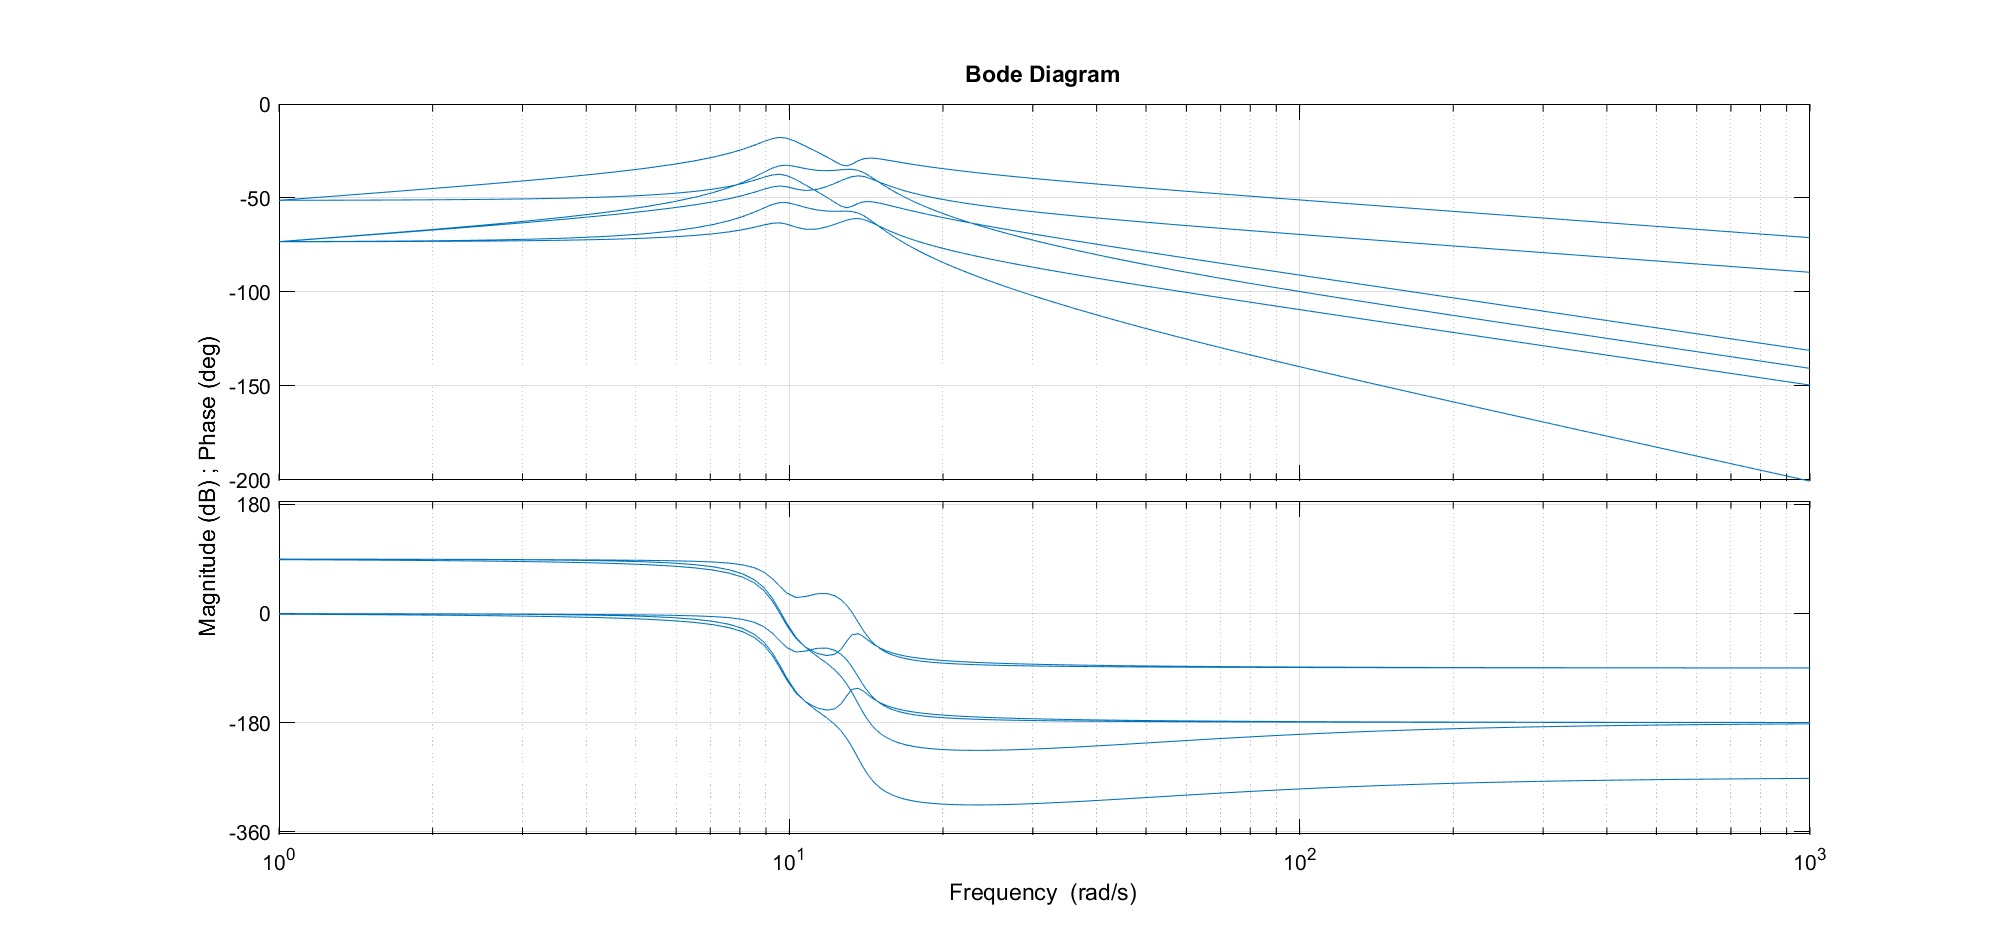 Bode Diagram
Magnitude (dB) ; Phase (deg)
0
-50
-100
-150
-200
180
0
-180
-360
10^0 10^1 10^2 10^3
Frequency (rad/s)